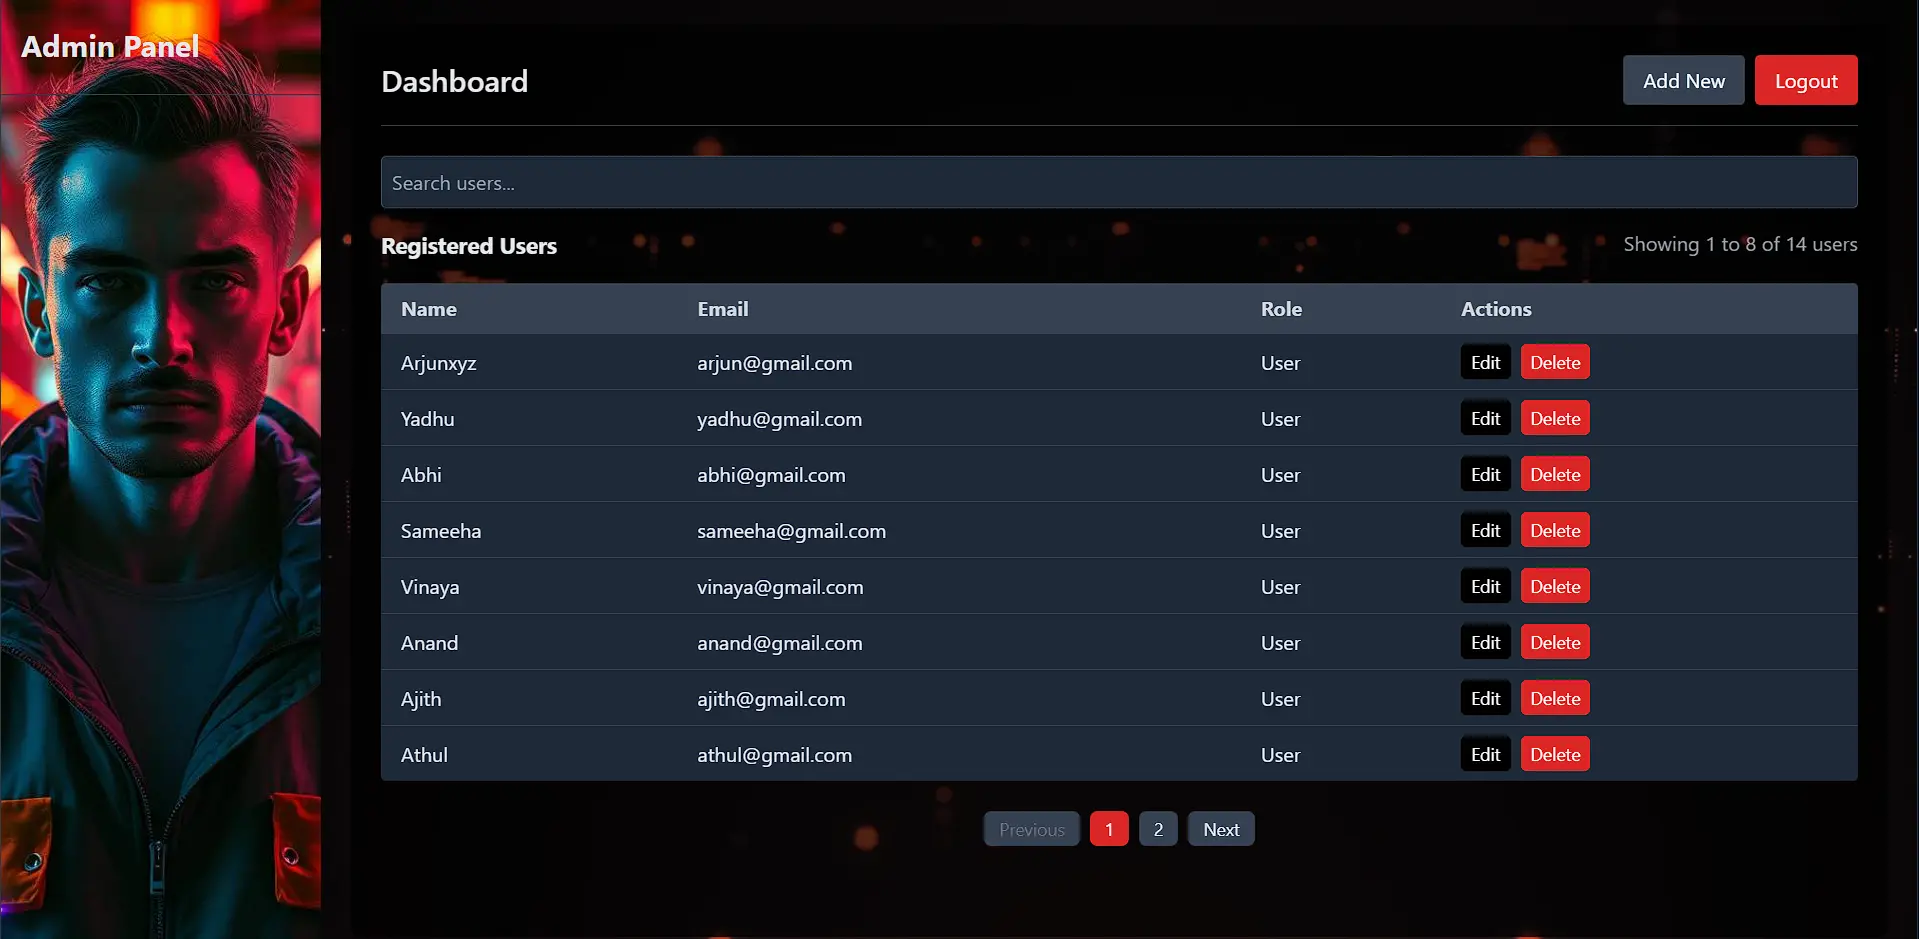 Admin Panel
Dashboard
Add New Logout
Search users...
Registered Users
Showing 1 to 8 of 14 users
Name Email Role Actions
Arjunxyz arjun@gmail.com User Edit Delete
Yadhu yadhu@gmail.com User Edit Delete
Abhi abhi@gmail.com User Edit Delete
Sameeha sameeha@gmail.com User Edit Delete
Vinaya vinaya@gmail.com User Edit Delete
Anand anand@gmail.com User Edit Delete
Ajith ajith@gmail.com User Edit Delete
Athul athul@gmail.com User Edit Delete
Previous 1 2 Next